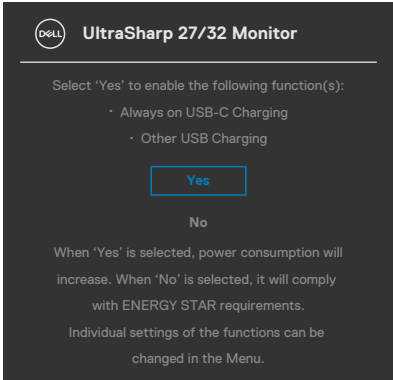 DELL UltraSharp 27/32 Monitor
Select ‘Yes’ to enable the following function(s):
· Always on USB-C Charging
· Other USB Charging
Yes
No
When ‘Yes’ is selected, power consumption will
increase. When ‘No’ is selected, it will comply
with ENERGY STAR requirements.
Individual settings of the functions can be
changed in the Menu.